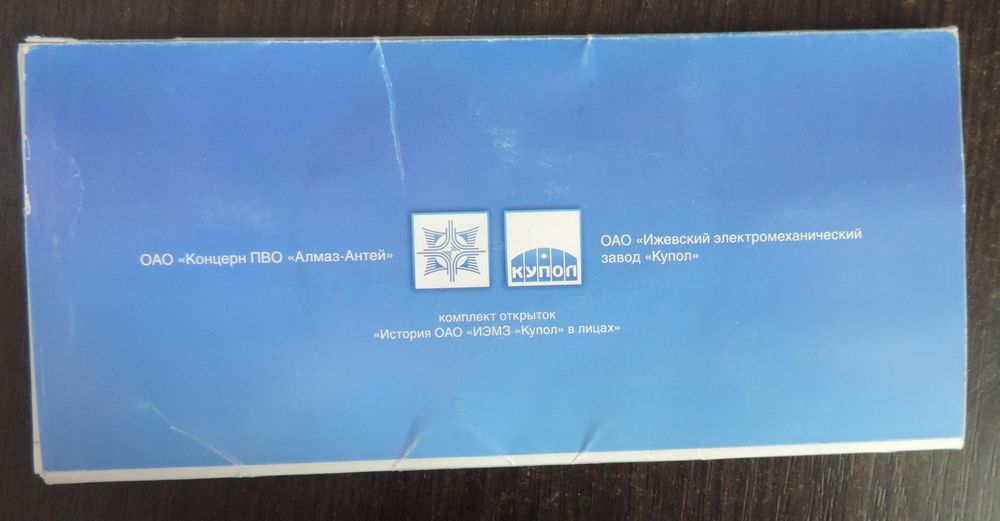 ОАО «Концерн ПВО «Алмаз-Антей»
КУПОЛ
ОАО «Ижевский электромеханический
завод «Купол»
комплект открыток
«История ОАО «ИЭМЗ «Купол» в лицах»